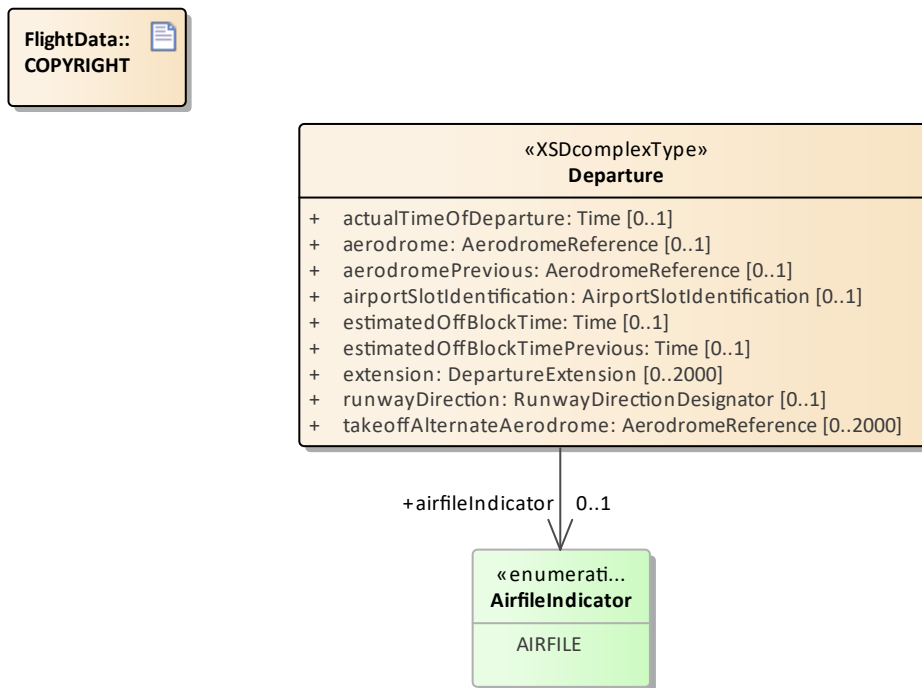 FlightData::
COPYRIGHT
«XSDcomplexType»
Departure
+ actualTimeOfDeparture: Time [0..1]
+ aerodrome: AerodromeReference [0..1]
+ aerodromePrevious: AerodromeReference [0..1]
+ airportSlotIdentification: AirportSlotIdentification [0..1]
+ estimatedOffBlockTime: Time [0..1]
+ estimatedOffBlockTimePrevious: Time [0..1]
+ extension: DepartureExtension [0..2000]
+ runwayDirection: RunwayDirectionDesignator [0..1]
+ takeoffAlternateAerodrome: AerodromeReference [0..2000]
+airfileIndicator 0..1
«enumerati...
AirfileIndicator
AIRFILE